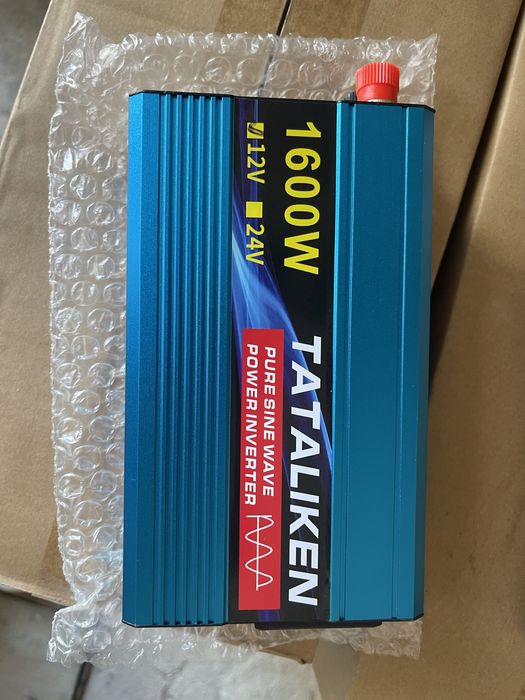 1600W
12V 24V
TATALIKEN
PURE SINE WAVE
POWER INVERTER